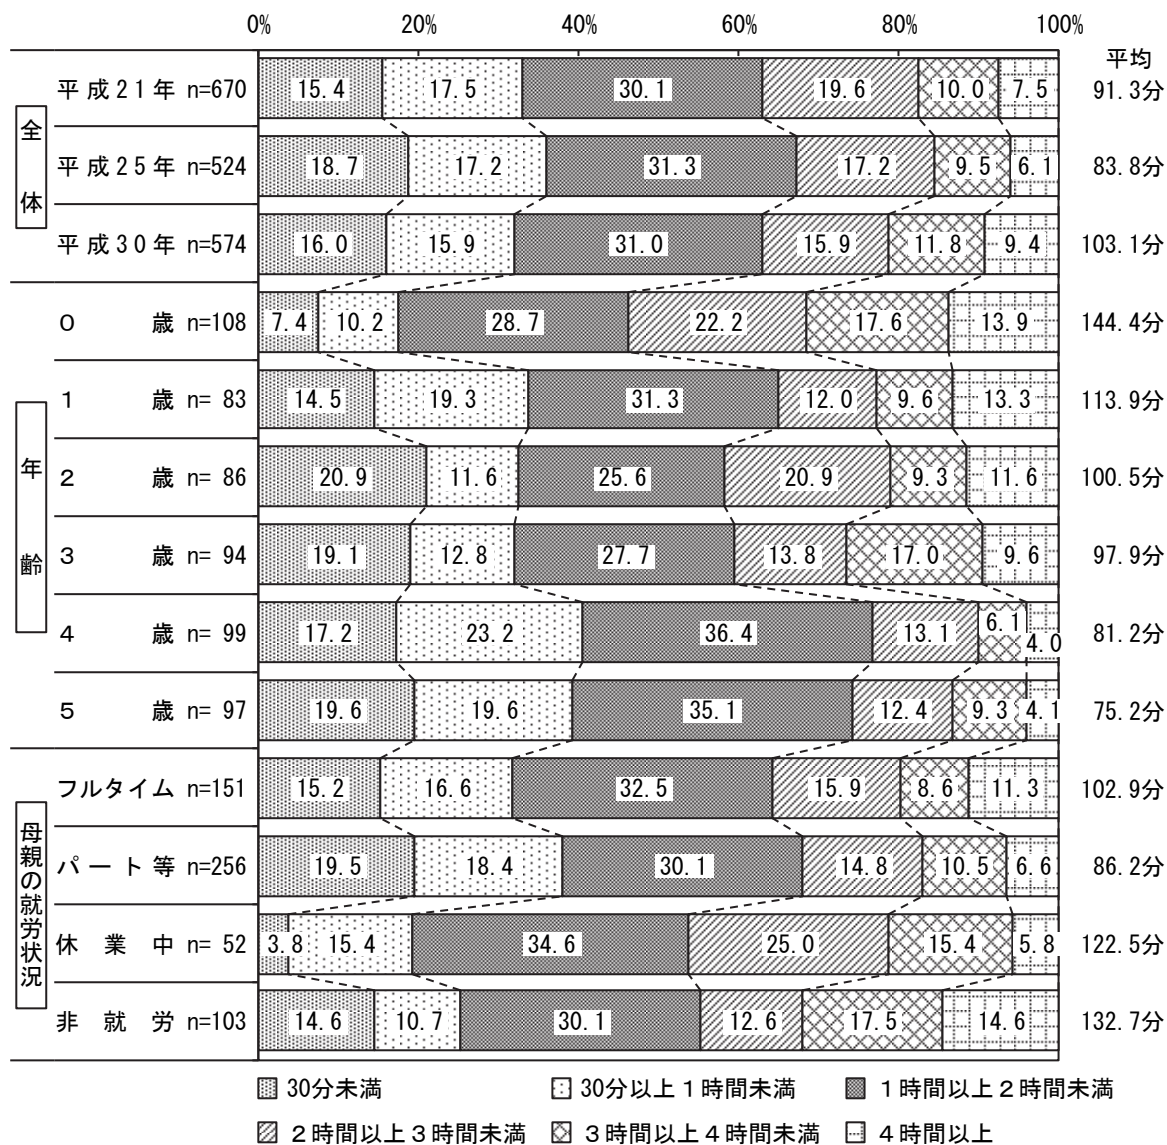 0% 20% 40% 60% 80% 100%
平均
全体
平成21年 n=670 15.4 17.5 30.1 19.6 10.0 7.5 91.3分
平成25年 n=524 18.7 17.2 31.3 17.2 9.5 6.1 83.8分
平成30年 n=574 16.0 15.9 31.0 15.9 11.8 9.4 103.1分
年齢
0 歳 n=108 7.4 10.2 28.7 22.2 17.6 13.9 144.4分
1 歳 n= 83 14.5 19.3 31.3 12.0 9.6 13.3 113.9分
2 歳 n= 86 20.9 11.6 25.6 20.9 9.3 11.6 100.5分
3 歳 n= 94 19.1 12.8 27.7 13.8 17.0 9.6 97.9分
4 歳 n= 99 17.2 23.2 36.4 13.1 6.1 4.0 81.2分
5 歳 n= 97 19.6 19.6 35.1 12.4 9.3 4.1 75.2分
母親の就労状況
フルタイム n=151 15.2 16.6 32.5 15.9 8.6 11.3 102.9分
パート等 n=256 19.5 18.4 30.1 14.8 10.5 6.6 86.2分
休業中 n= 52 3.8 15.4 34.6 25.0 15.4 5.8 122.5分
非就労 n=103 14.6 10.7 30.1 12.6 17.5 14.6 132.7分
30分未満 30分以上1時間未満 1時間以上2時間未満
2時間以上3時間未満 3時間以上4時間未満 4時間以上